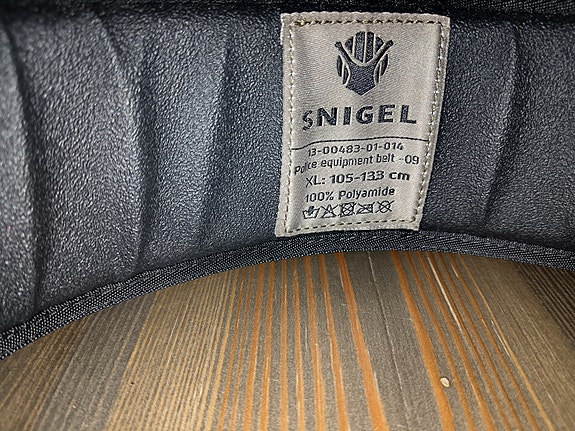 SNIGEL
13-00483-01-014
Police equipment belt -09
XL: 105-133 cm
100% Polyamide